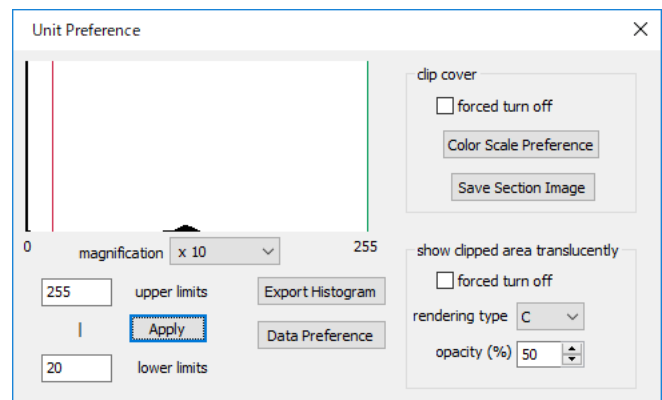 Unit Preference
clip cover
forced turn off
Color Scale Preference
Save Section Image
0 magnification x 10 255
255 upper limits Export Histogram
| Apply Data Preference
20 lower limits
show clipped area translucently
forced turn off
rendering type C
opacity (%) 50